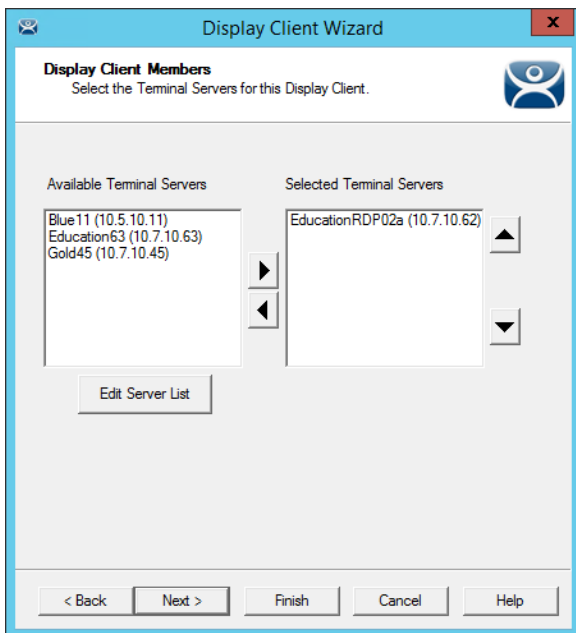 Display Client Wizard
x
Display Client Members
Select the Terminal Servers for this Display Client.
Available Terminal Servers
Selected Terminal Servers
Blue11 (10.5.10.11)
Education63 (10.7.10.63)
Gold45 (10.7.10.45)
EducationRDP02a (10.7.10.62)
Edit Server List
< Back
Next >
Finish
Cancel
Help